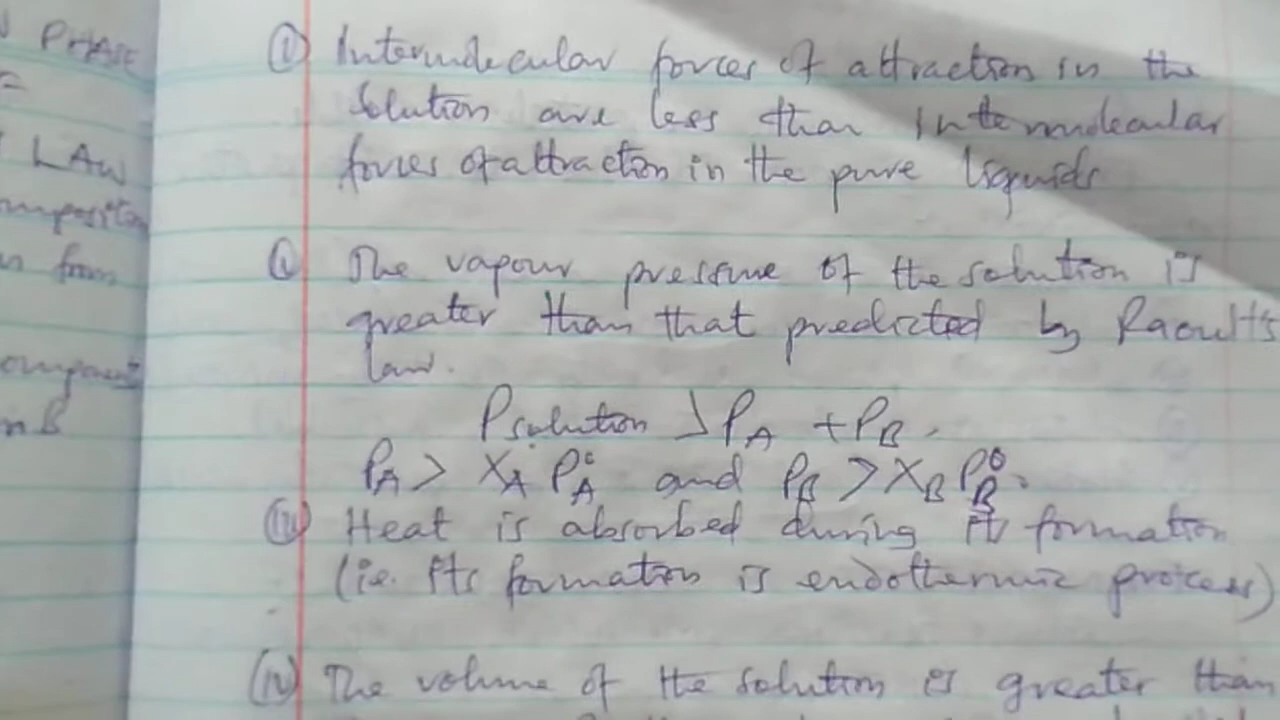 PHASE
LAW
from
(i) Intermolecular forces of attraction in the
solution are less than intermolecular
forces of attraction in the pure liquids
(ii) The vapour pressure of the solution is
greater than that predicted by Raoult's
law.
Psolution > PA + PB.
PA > XA P°A and PB > XB P°B.
(iii) Heat is absorbed during its formation
(ie. its formation is endothermic process)
(iv) The volume of the solution is greater than